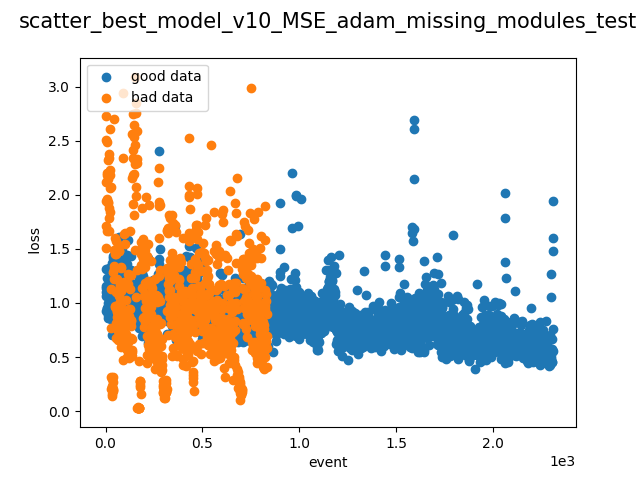 scatter_best_model_v10_MSE_adam_missing_modules_test
good data
bad data
3.0
2.5
2.0
1.5
1.0
0.5
0.0
loss
0.0 0.5 1.0 1.5 2.0
1e3
event